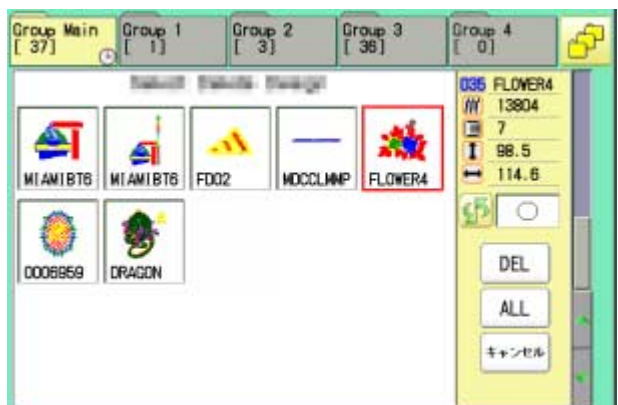 Group Main
[ 37]
Group 1
[ 1]
Group 2
[ 3]
Group 3
[ 36]
Group 4
[ 0]
035 FLOWER4
13804
7
98.5
114.6
MIAMIBT6
MIAMIBT6
FD02
MDCCLMNP
FLOWER4
0006959
DRAGON
DEL
ALL
キャンセル